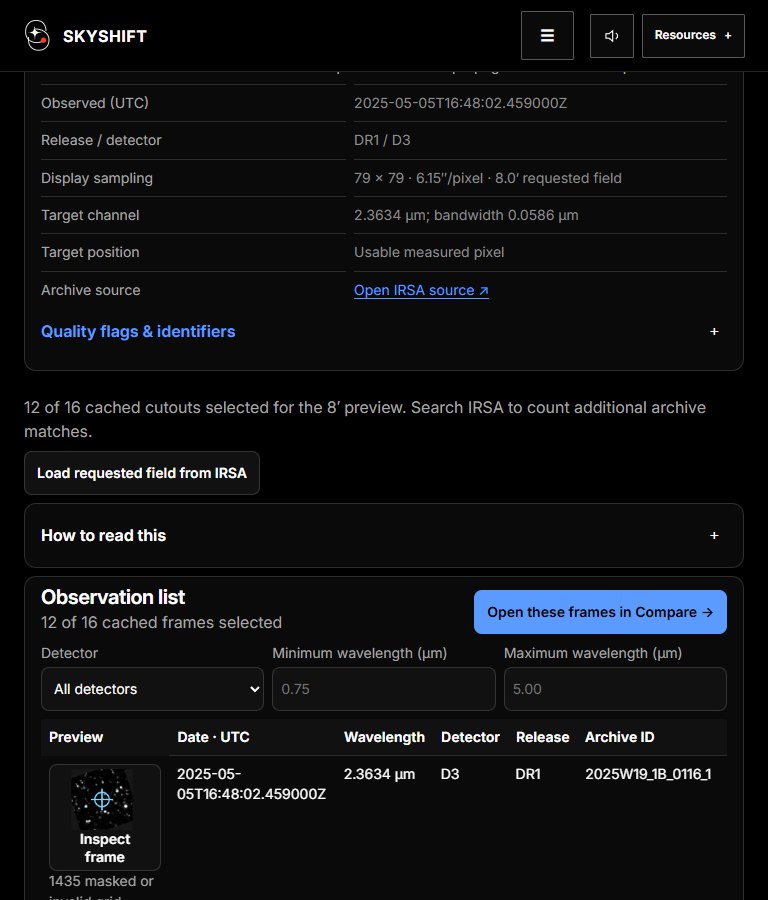 SKYSHIFT
☰
Resources +
Observed (UTC) 2025-05-05T16:48:02.459000Z
Release / detector DR1 / D3
Display sampling 79 × 79 · 6.15″/pixel · 8.0′ requested field
Target channel 2.3634 µm; bandwidth 0.0586 µm
Target position Usable measured pixel
Archive source Open IRSA source ↗
Quality flags & identifiers +
12 of 16 cached cutouts selected for the 8′ preview. Search IRSA to count additional archive
matches.
Load requested field from IRSA
How to read this +
Observation list
12 of 16 cached frames selected
Open these frames in Compare →
Detector Minimum wavelength (µm) Maximum wavelength (µm)
All detectors 0.75 5.00
Preview Date · UTC Wavelength Detector Release Archive ID
2025-05-
05T16:48:02.459000Z
2.3634 µm D3 DR1 2025W19_1B_0116_1
Inspect
frame
1435 masked or